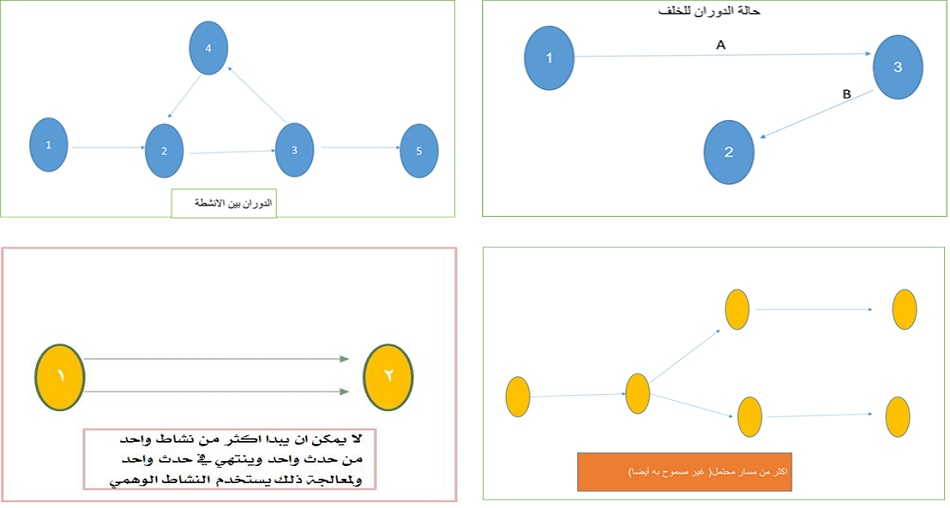 4
1
2
3
5
الدوران بين الانشطة
حالة الدوران للخلف
1
A
3
B
2
١
٢
لا يمكن ان يبدا اكثر من نشاط واحد
من حدث واحد وينتهي في حدث واحد
ولمعالجة ذلك يستخدم النشاط الوهمي
اكثر من مسار محتمل( غير مسموح به أيضا)